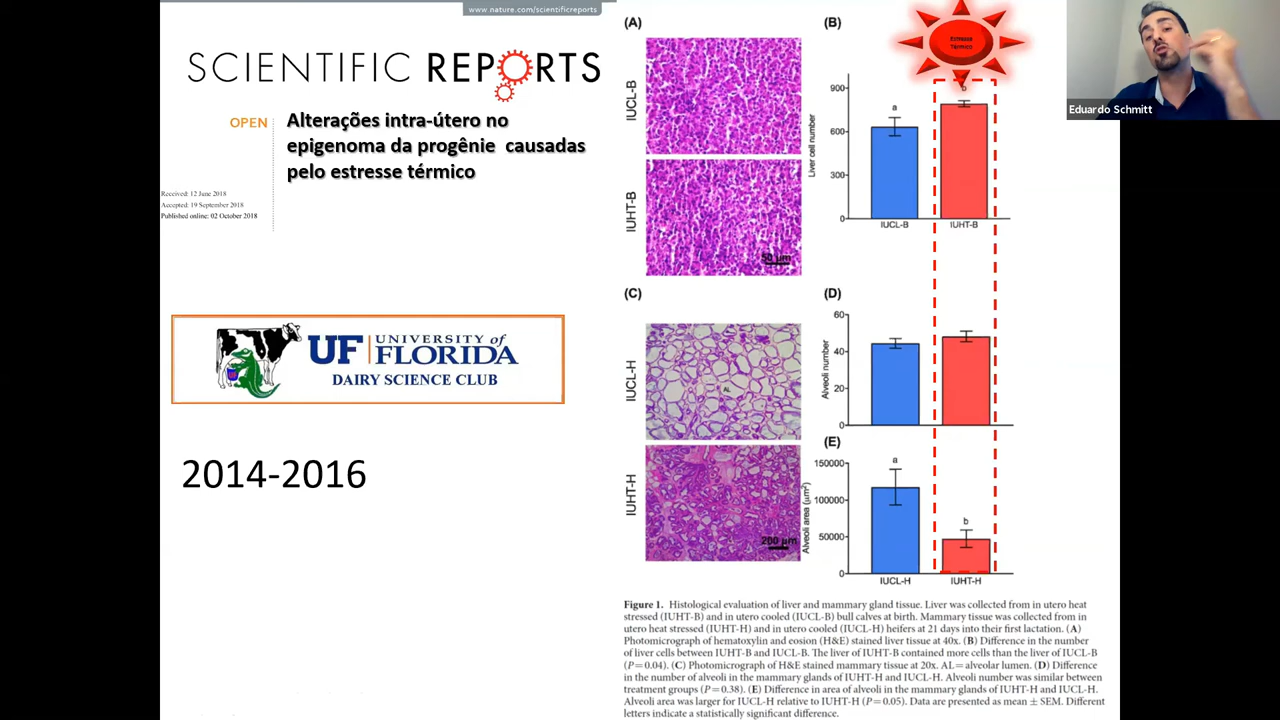 www.nature.com/scientificreports
SCIENTIFIC REPORTS
OPEN
Alterações intra-útero no
epigenoma da progênie causadas
pelo estresse térmico
Received: 12 June 2018
Accepted: 19 September 2018
Published online: 02 October 2018
UF UNIVERSITY of
FLORIDA
DAIRY SCIENCE CLUB
2014-2016
(A)
IUCL-B
IUHT-B
50 µm
(B)
Estresse
Térmico
Liver cell number
900
600
300
0
a
b
IUCL-B
IUHT-B
(C)
IUCL-H
AL
IUHT-H
200 µm
(D)
Alveoli number
60
40
20
0
(E)
Alveoli area (µm²)
150000
100000
50000
0
a
b
IUCL-H
IUHT-H
Eduardo Schmitt
Figure 1. Histological evaluation of liver and mammary gland tissue. Liver was collected from in utero heat
stressed (IUHT-B) and in utero cooled (IUCL-B) bull calves at birth. Mammary tissue was collected from in
utero heat stressed (IUHT-H) and in utero cooled (IUCL-H) heifers at 21 days into their first lactation. (A)
Photomicrograph of hematoxylin and eosion (H&E) stained liver tissue at 40x. (B) Difference in the number
of liver cells between IUHT-B and IUCL-B. The liver of IUHT-B contained more cells than the liver of IUCL-B
(P = 0.04). (C) Photomicrograph of H&E stained mammary tissue at 20x. AL = alveolar lumen. (D) Difference
in the number of alveoli in the mammary glands of IUHT-H and IUCL-H. Alveoli number was similar between
treatment groups (P = 0.38). (E) Difference in area of alveoli in the mammary glands of IUHT-H and IUCL-H.
Alveoli area was larger for IUCL-H relative to IUHT-H (P = 0.05). Data are presented as mean ± SEM. Different
letters indicate a statistically significant difference.